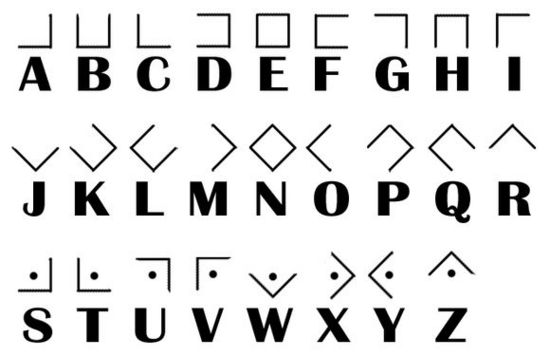 A B C D E F G H I
J K L M N O P Q R
S T U V W X Y Z